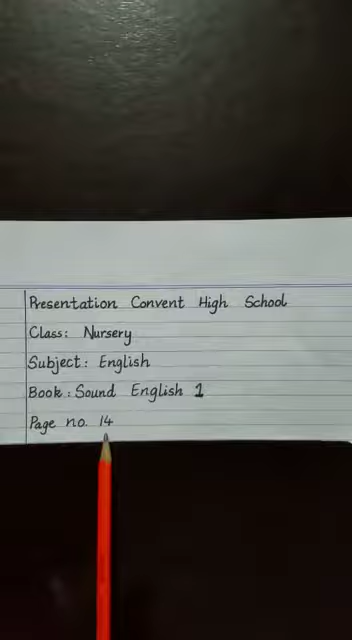 Presentation Convent High School
Class: Nursery
Subject: English
Book: Sound English 1
Page no. 14